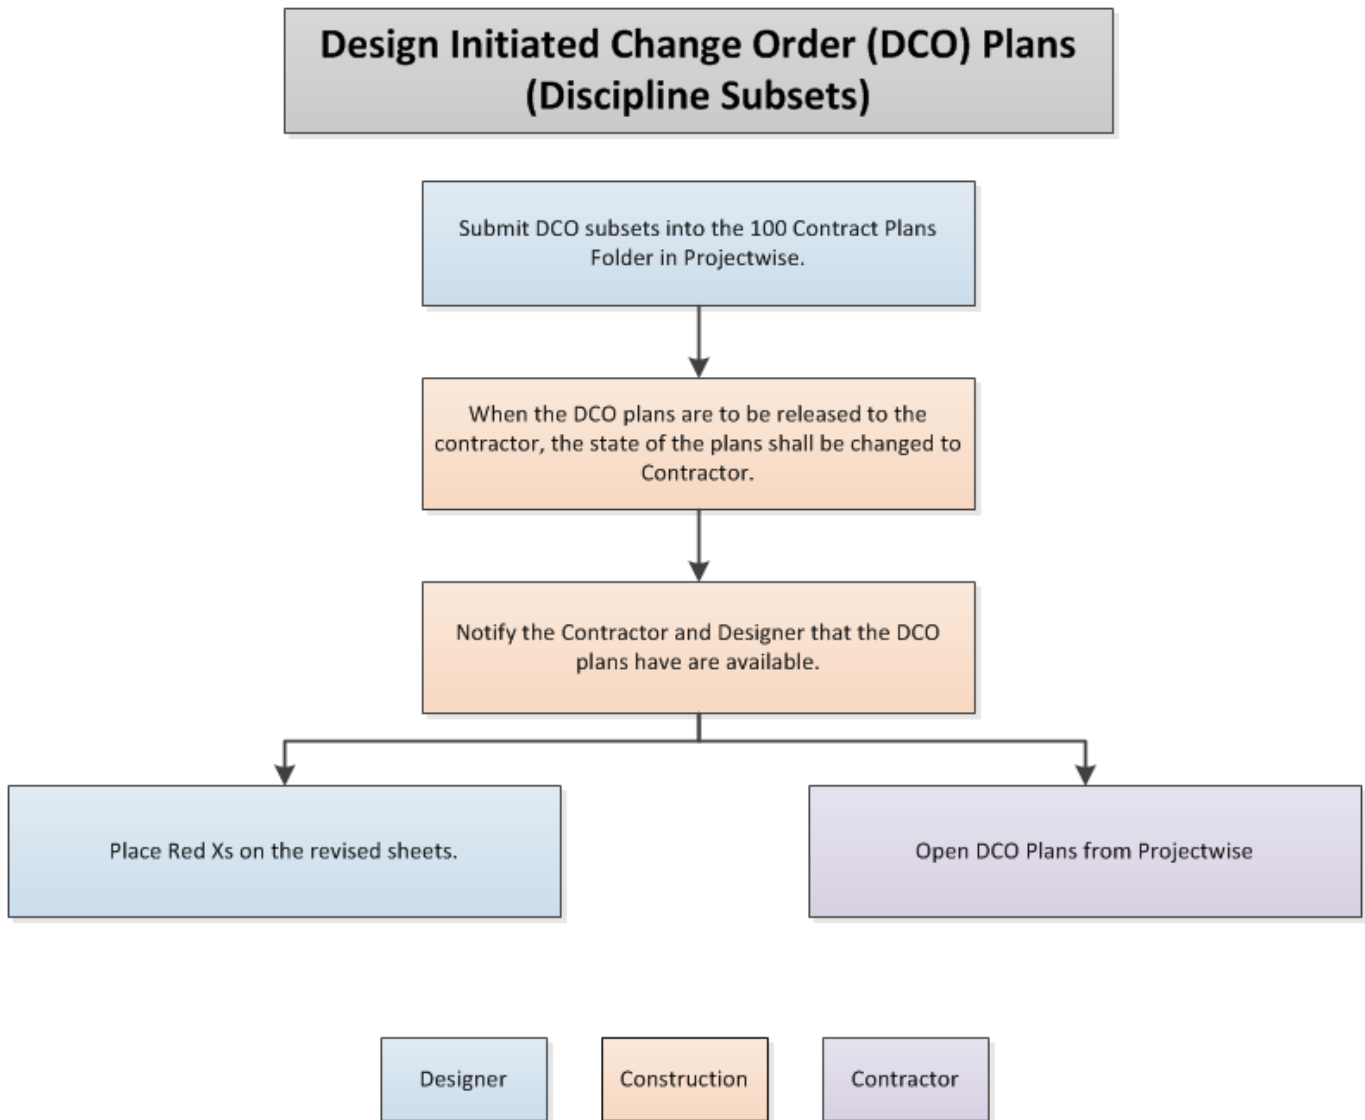 Design Initiated Change Order (DCO) Plans
(Discipline Subsets)
Submit DCO subsets into the 100 Contract Plans
Folder in Projectwise.
When the DCO plans are to be released to the
contractor, the state of the plans shall be changed to
Contractor.
Notify the Contractor and Designer that the DCO
plans have are available.
Place Red Xs on the revised sheets.
Open DCO Plans from Projectwise
Designer
Construction
Contractor